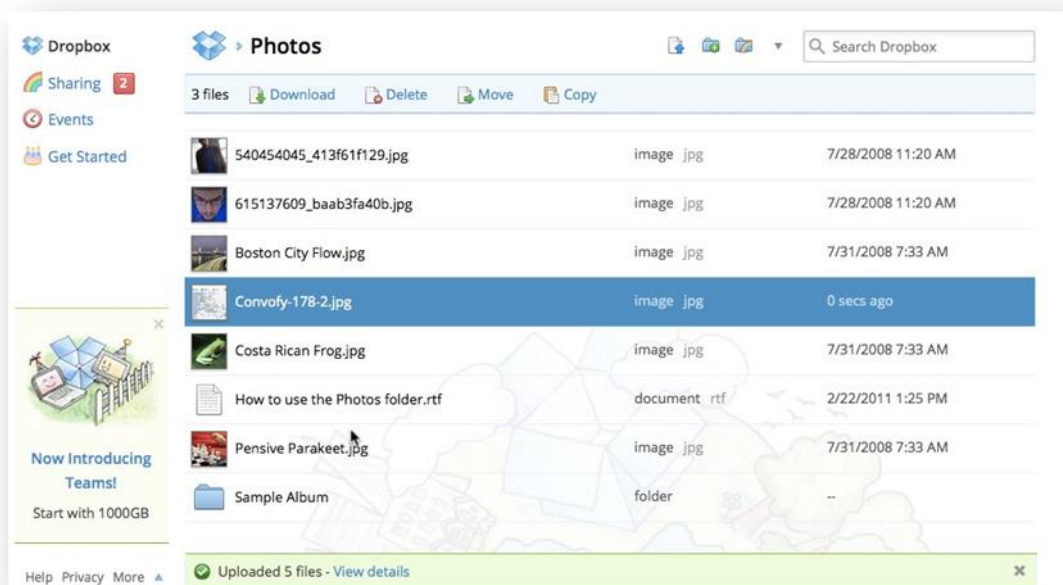 Dropbox
Sharing 2
Events
Get Started
Photos
Search Dropbox
3 files Download Delete Move Copy
540454045_413f61f129.jpg image jpg 7/28/2008 11:20 AM
615137609_baab3fa40b.jpg image jpg 7/28/2008 11:20 AM
Boston City Flow.jpg image jpg 7/31/2008 7:33 AM
Convofy-178-2.jpg image jpg 0 secs ago
Costa Rican Frog.jpg image jpg 7/31/2008 7:33 AM
How to use the Photos folder.rtf document rtf 2/22/2011 1:25 PM
Pensive Parakeet.jpg image jpg 7/31/2008 7:33 AM
Sample Album folder --
Now Introducing
Teams!
Start with 1000GB
Help Privacy More
Uploaded 5 files - View details